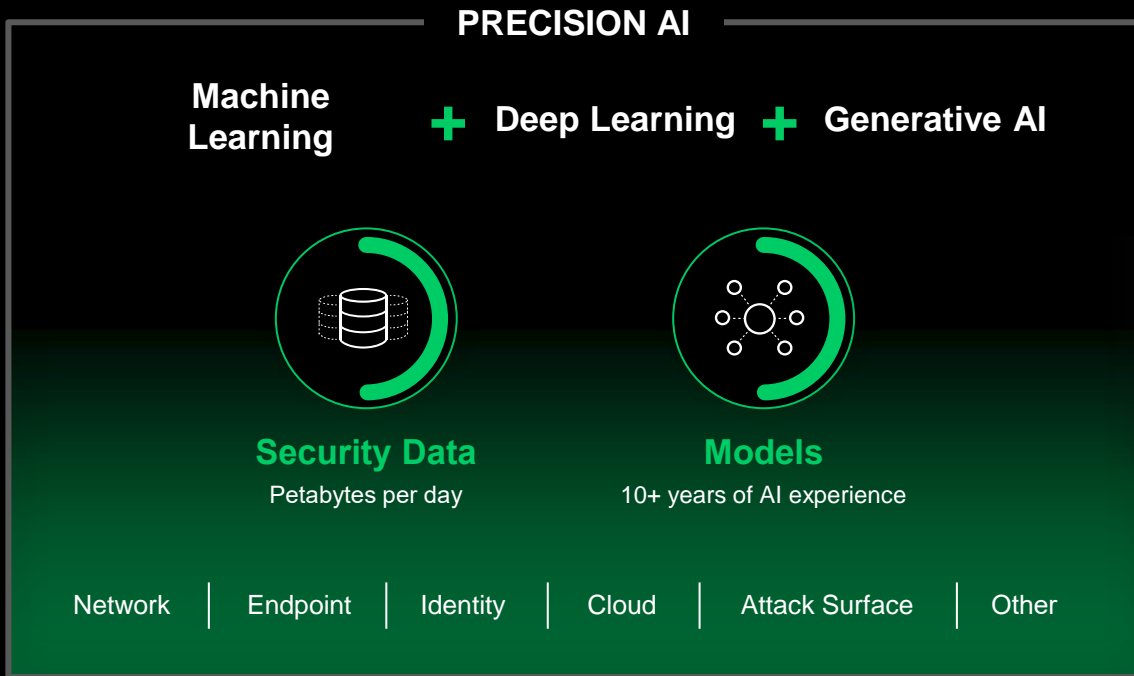 PRECISION AI
Machine
Learning
+ Deep Learning + Generative AI
Security Data
Petabytes per day
Models
10+ years of AI experience
Network | Endpoint | Identity | Cloud | Attack Surface | Other